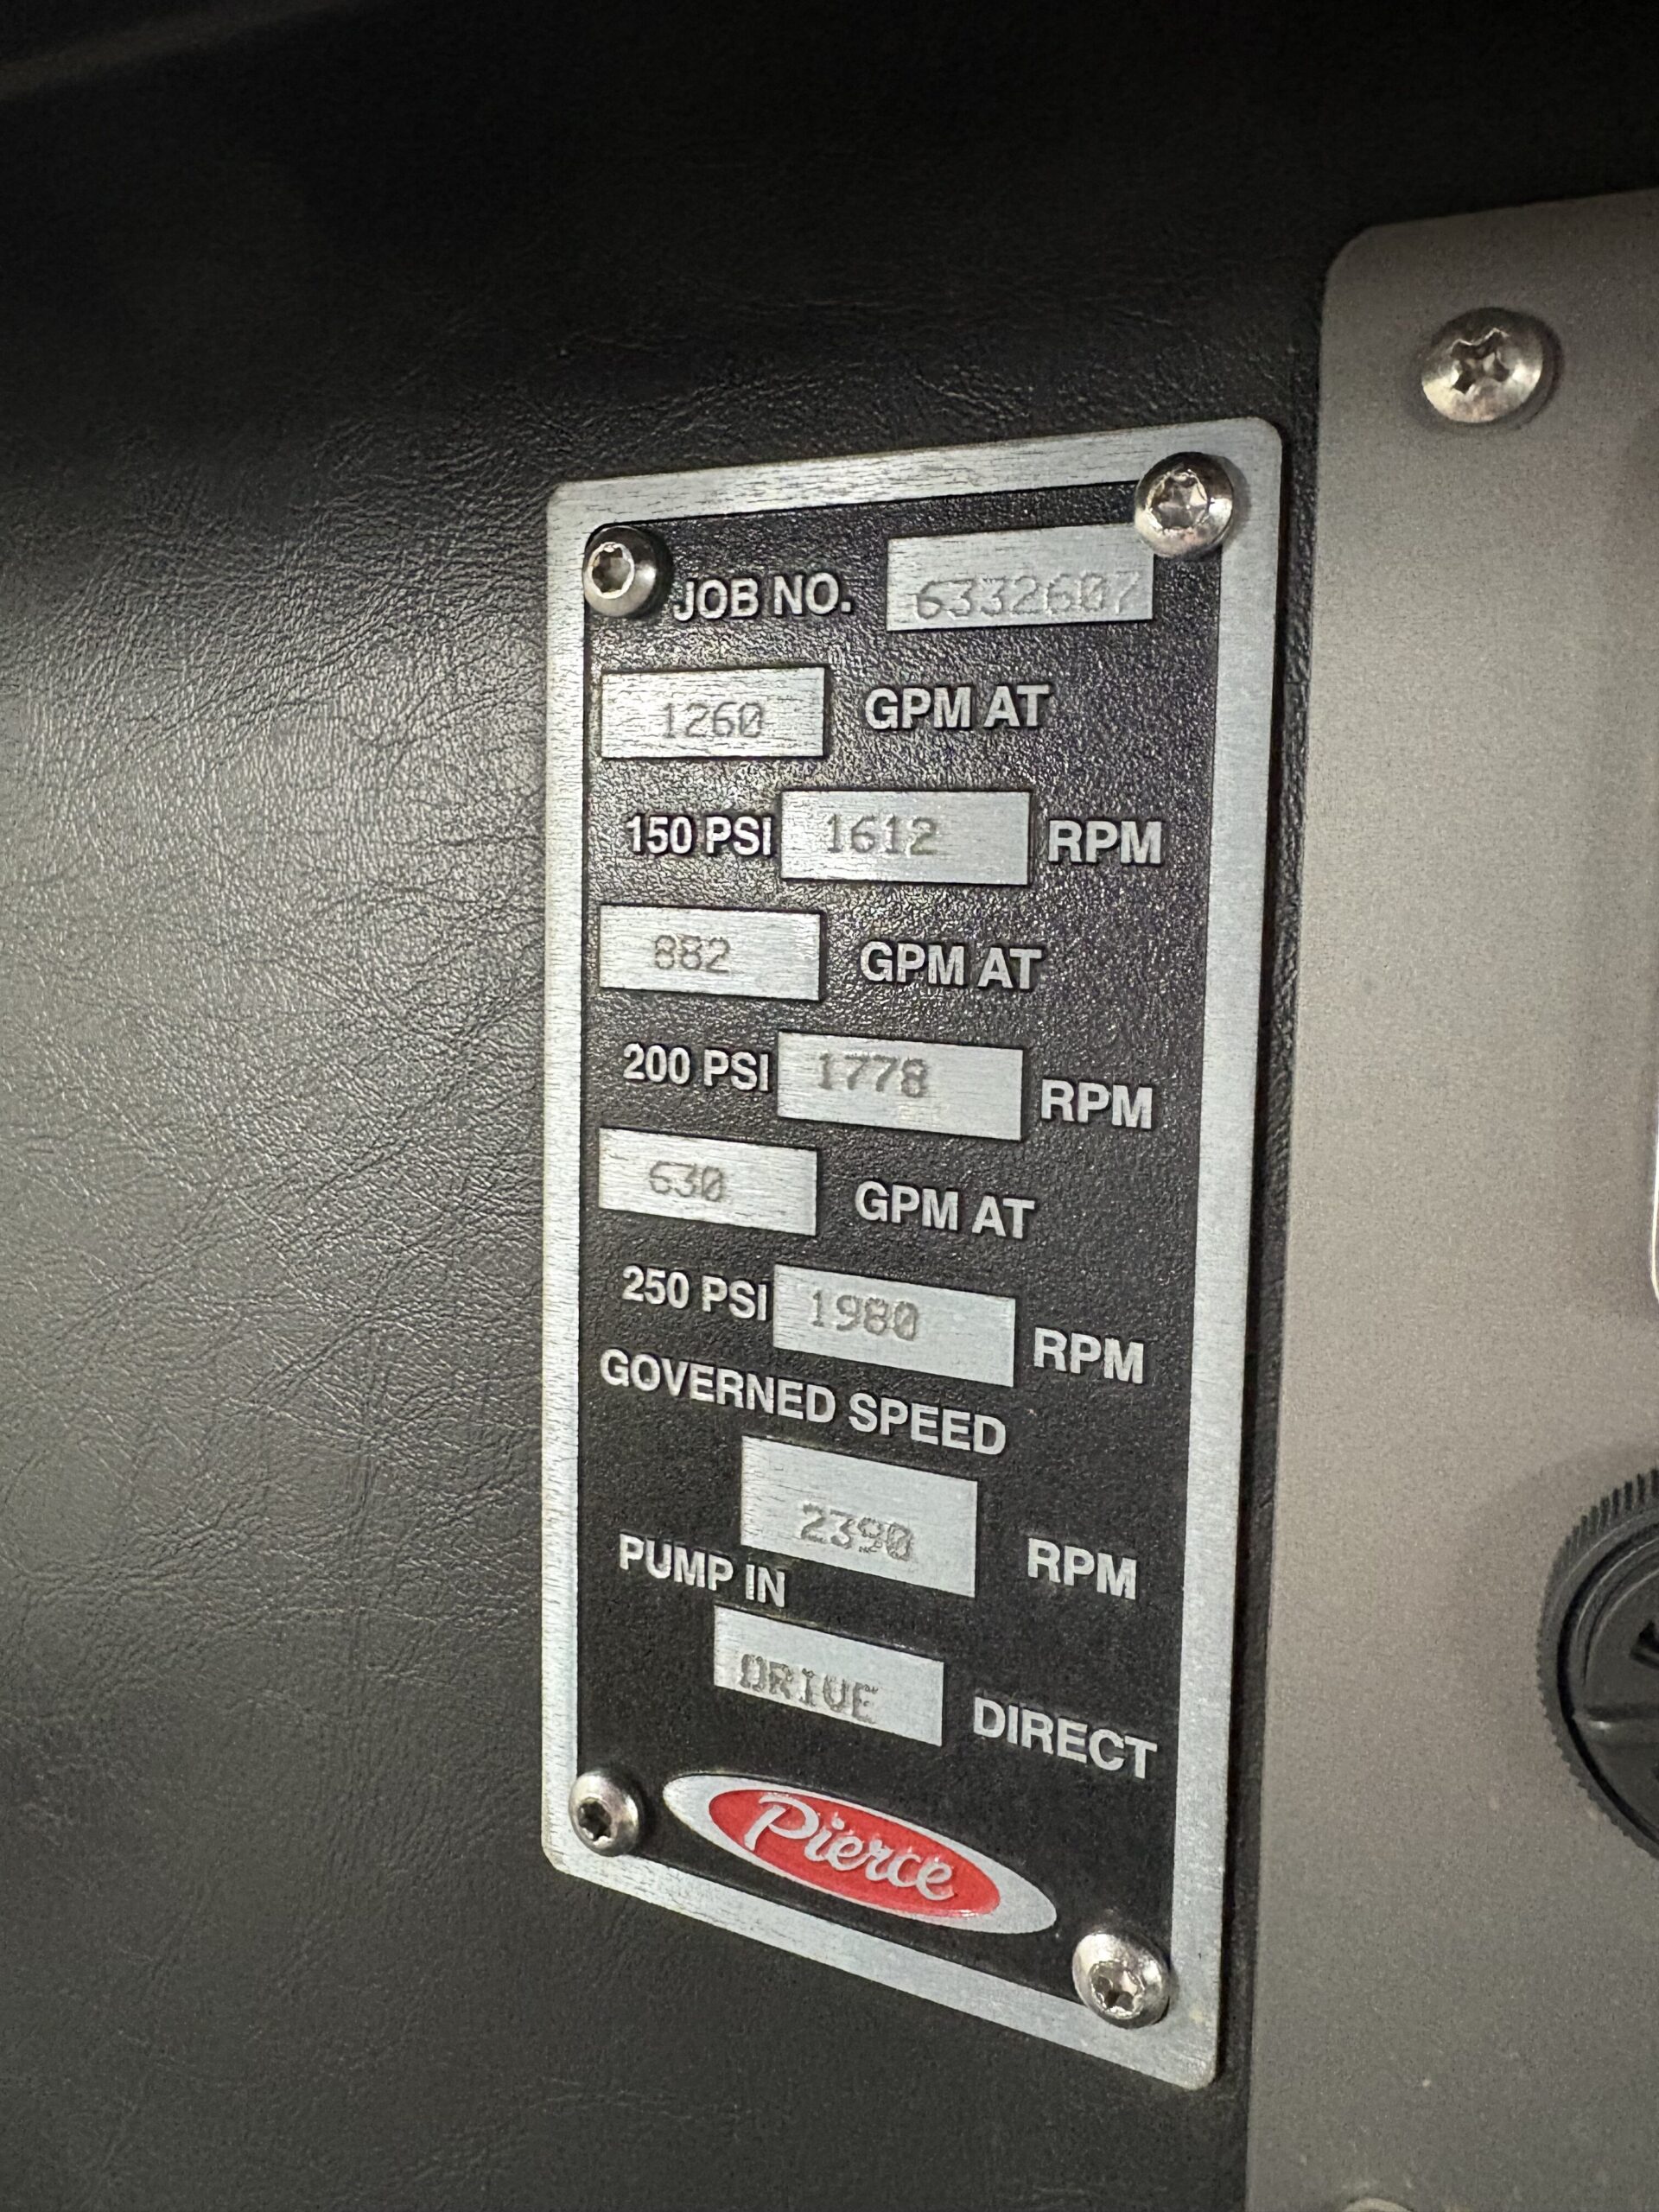 JOB NO. 6332607
1260 GPM AT
150 PSI 1612 RPM
882 GPM AT
200 PSI 1778 RPM
630 GPM AT
250 PSI 1980 RPM
GOVERNED SPEED
2390 RPM
PUMP IN
DRIVE DIRECT
Pierce